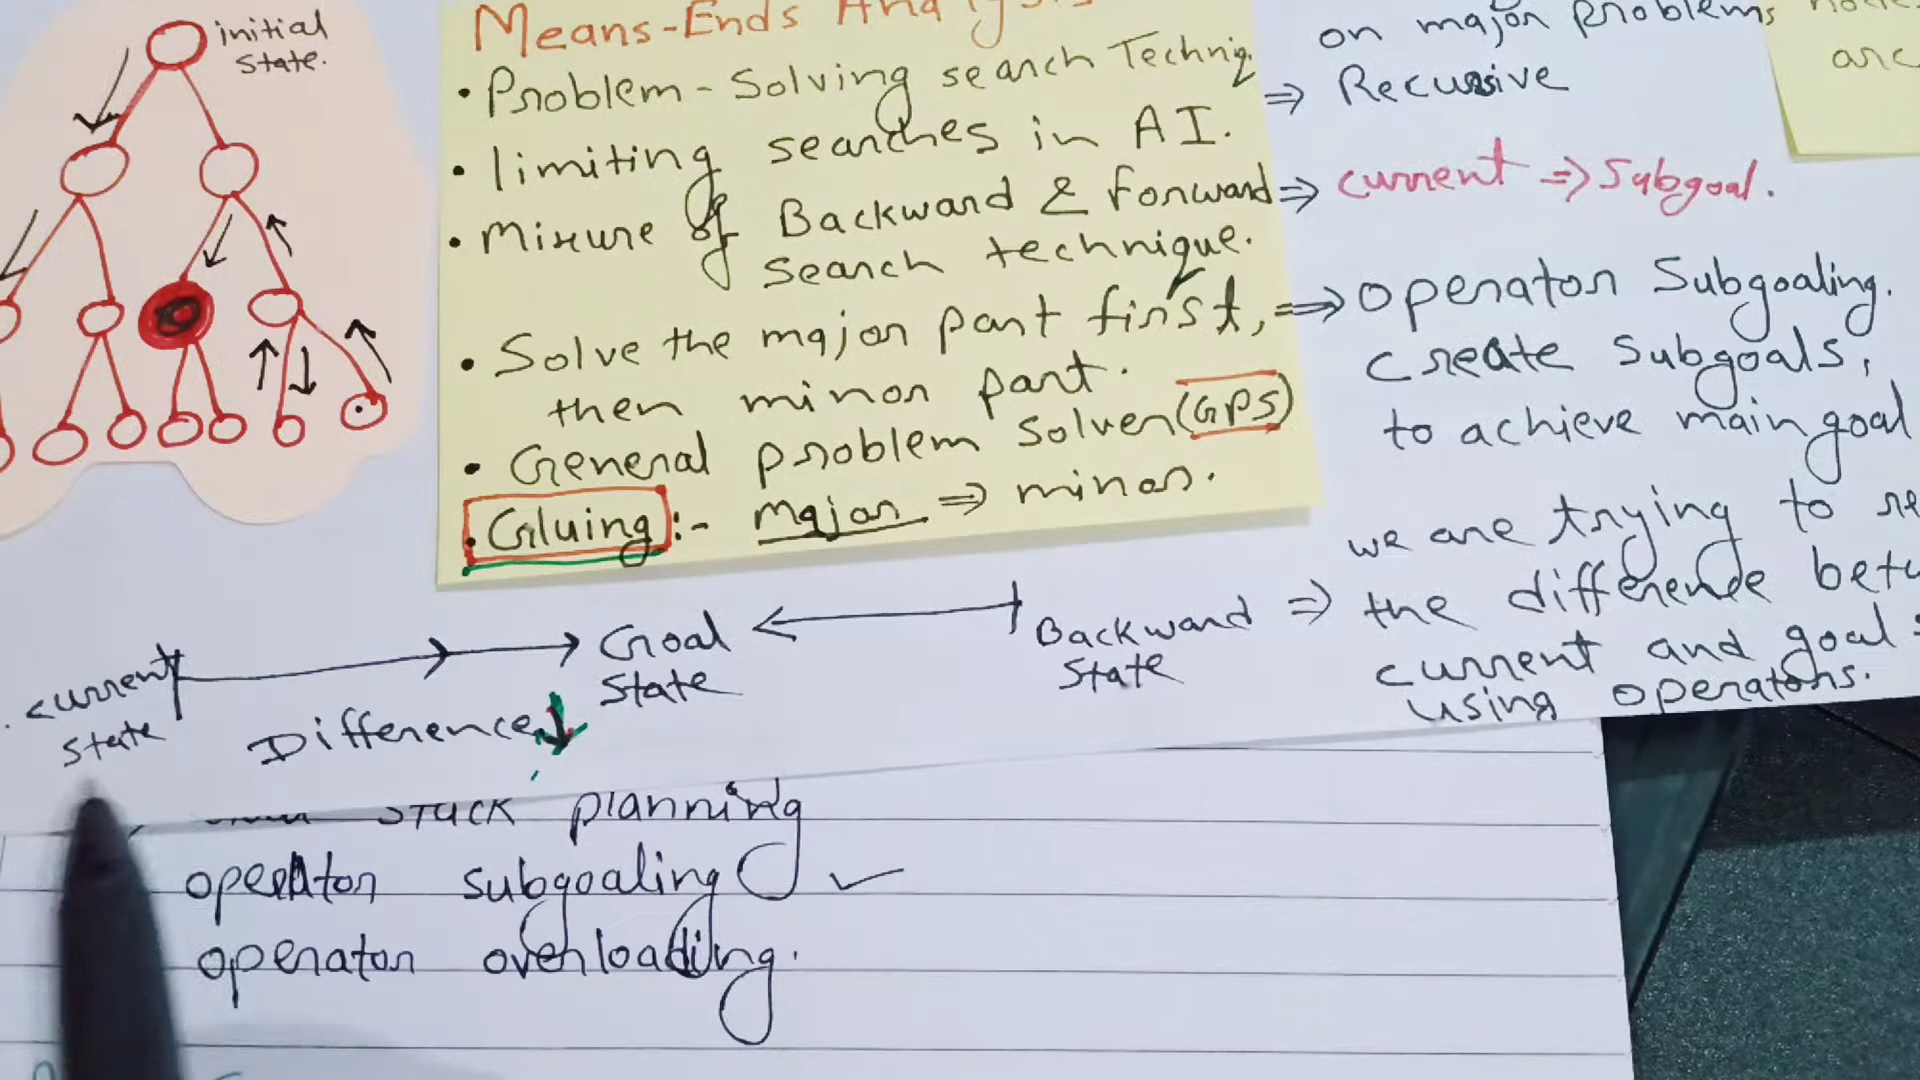 initial
state.
Means-Ends Analysis
• Problem-Solving search Techniq.
• limiting searches in AI.
• Mixure of Backward & Forward
search technique.
• Solve the major part first,
then minor part.
• General problem Solver (GPS)
• Gluing :- Major ⇒ minor.
on major problems
arc
⇒ Recursive
⇒ current ⇒ Subgoal.
⇒ operator Subgoaling.
create subgoals,
to achieve main goal
we are trying to re
⇒ the difference betw
current and goal s
using operators.
current
state
Goal
State
Backward
State
Difference ↓
STACK planning
operator subgoaling ✓
operator overloading.